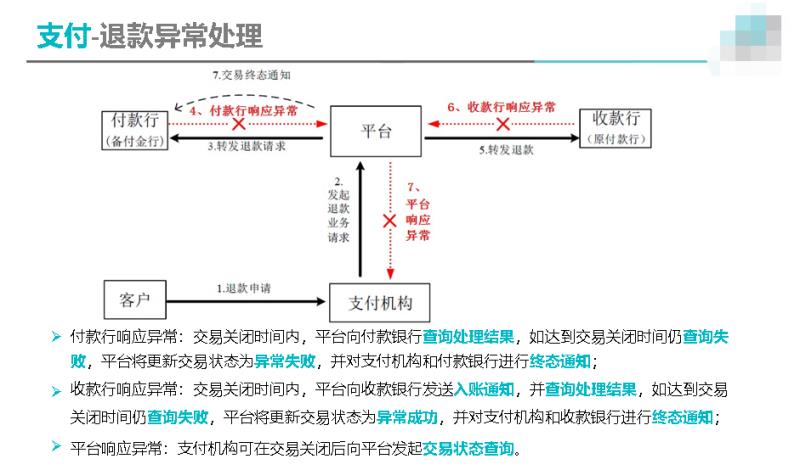 支付-退款异常处理
7.交易终态通知
付款行
(备付金行)
4、付款行响应异常
3.转发退款请求
平台
6、收款行响应异常
5.转发退款
收款行
(原付款行)
2.
发起
退款
业务
请求
7、
平台
响应
异常
客户
1.退款申请
支付机构
付款行响应异常：交易关闭时间内，平台向付款银行查询处理结果，如达到交易关闭时间仍查询失
败，平台将更新交易状态为异常失败，并对支付机构和付款银行进行终态通知；
收款行响应异常：交易关闭时间内，平台向收款银行发送入账通知，并查询处理结果，如达到交易
关闭时间仍查询失败，平台将更新交易状态为异常成功，并对支付机构和收款银行进行终态通知；
平台响应异常：支付机构可在交易关闭后向平台发起交易状态查询。